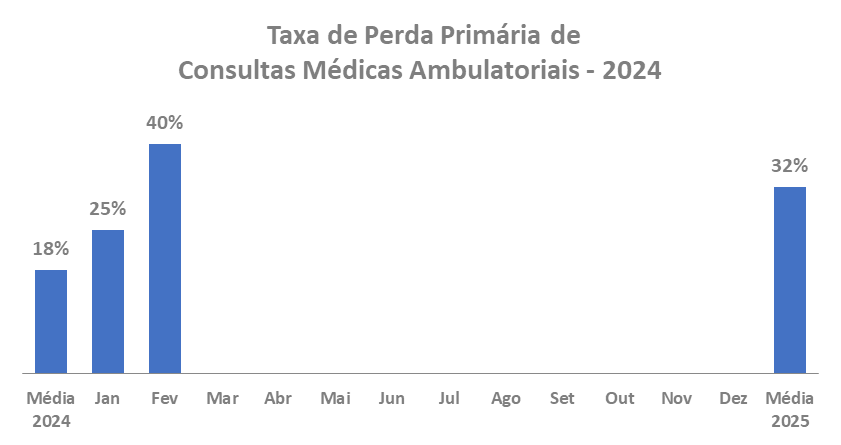 Taxa de Perda Primária de
Consultas Médicas Ambulatoriais - 2024
40%
32%
25%
18%
Média Jan Fev Mar Abr Mai Jun Jul Ago Set Out Nov Dez Média
2024 2025